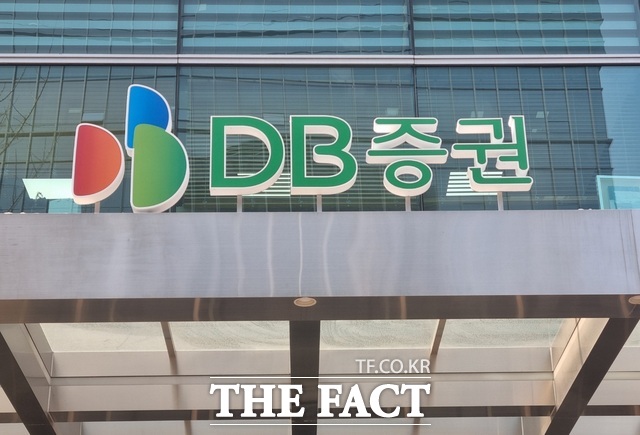 DB증권
TF.CO.KR
THE FACT